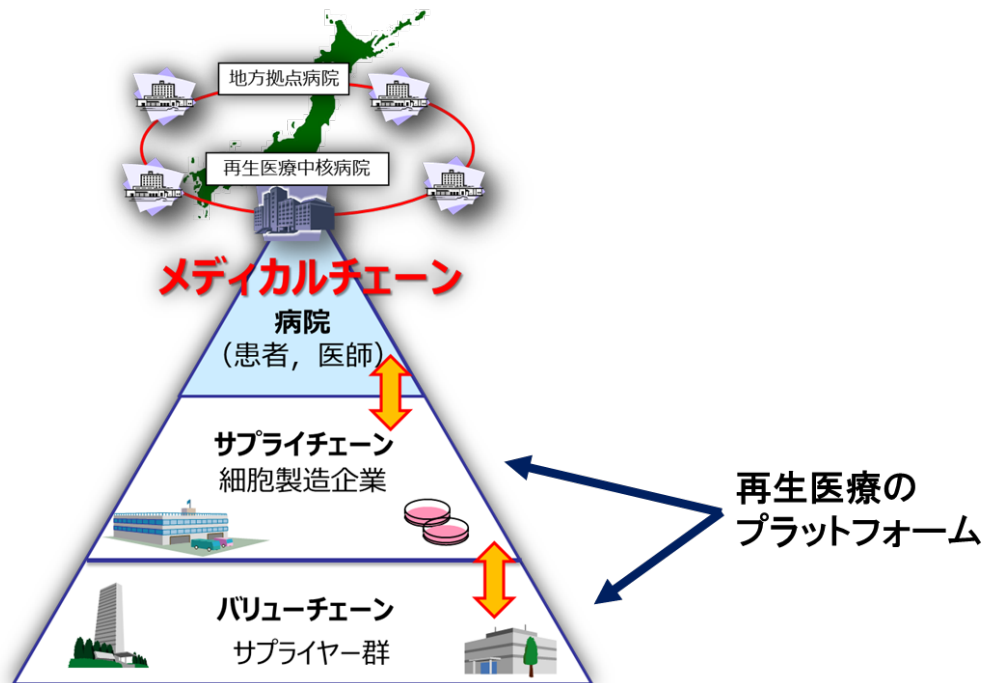 地方拠点病院
再生医療中核病院
メディカルチェーン
病院
（患者，医師）
サプライチェーン
細胞製造企業
再生医療の
プラットフォーム
バリューチェーン
サプライヤー群